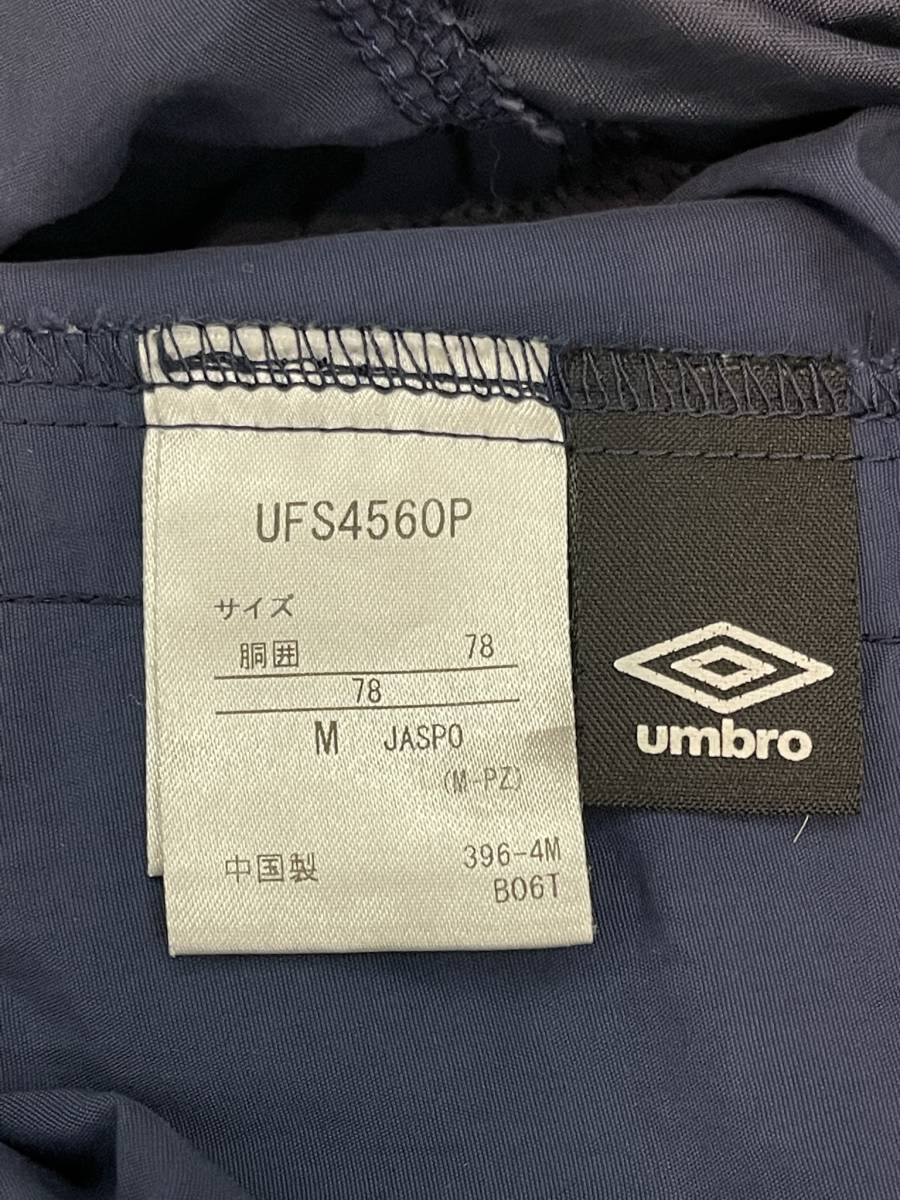 UFS4560P
サイズ
胴囲 78
78
M JASPO
(M-PZ)
中国製 396-4M
B06T
umbro